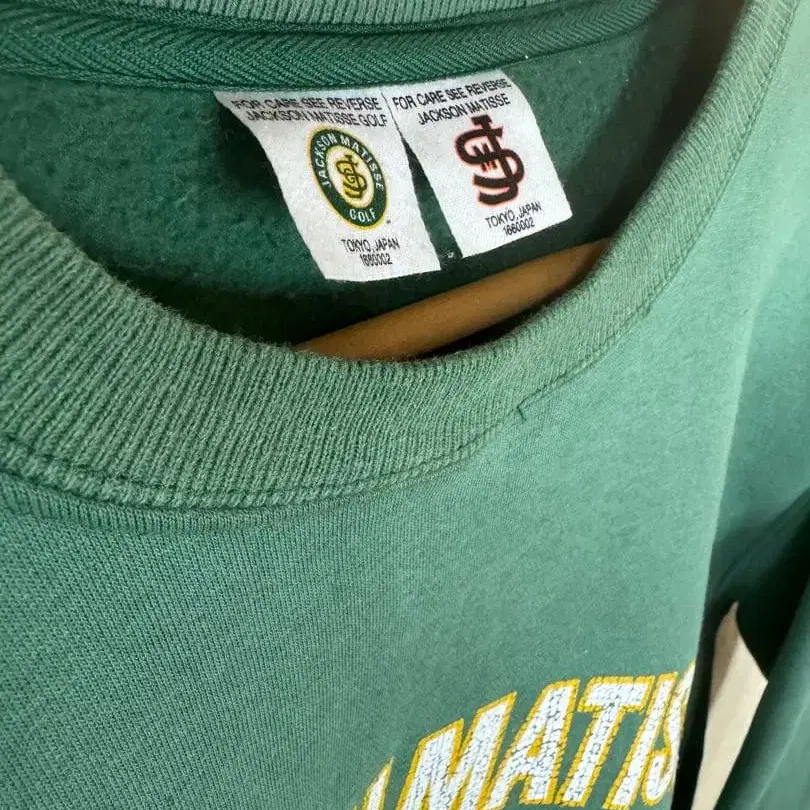 FOR CARE SEE REVERSE
JACKSON MATISSE GOLF
JACKSON MATISSE
GOLF
TOKYO, JAPAN
1660002
FOR CARE SEE REVERSE
JACKSON MATISSE
TOKYO, JAPAN
1660002
MATIS